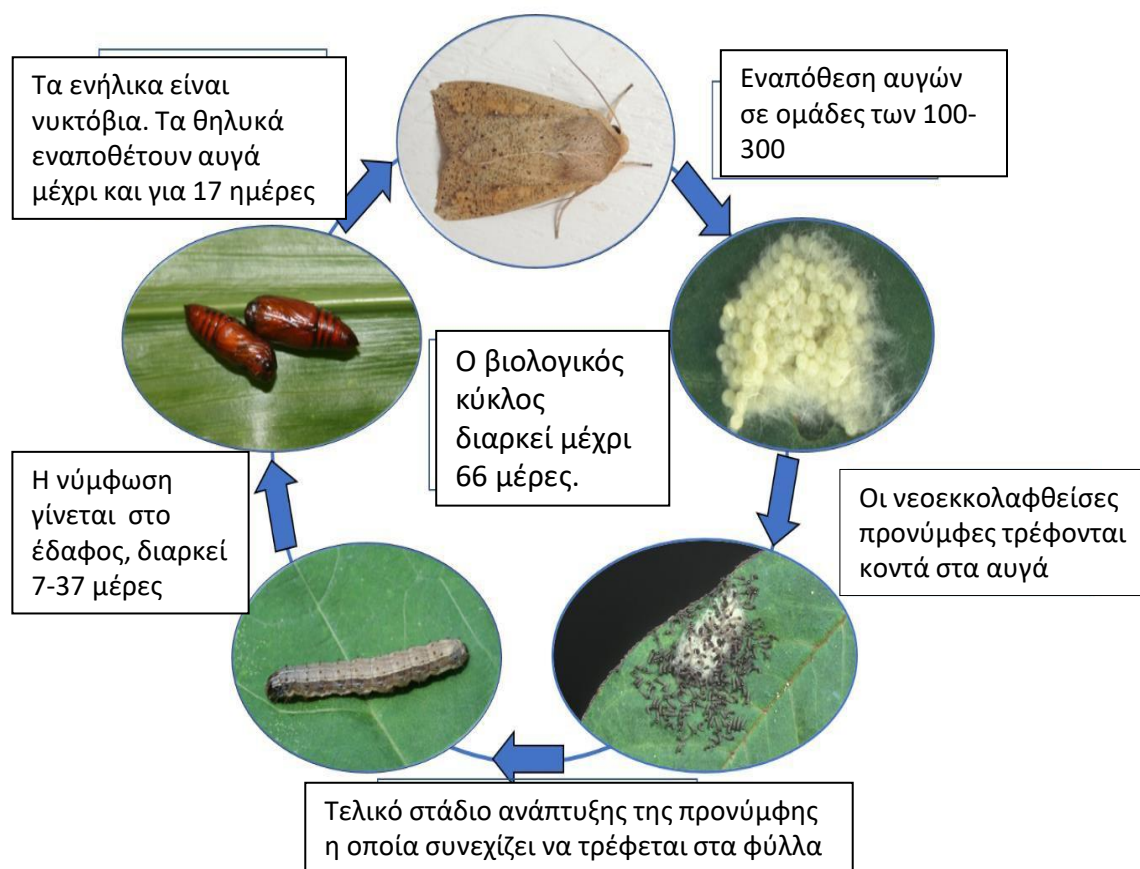 Τα ενήλικα είναι
νυκτόβια. Τα θηλυκά
εναποθέτουν αυγά
μέχρι και για 17 ημέρες
Εναπόθεση αυγών
σε ομάδες των 100-
300
Ο βιολογικός
κύκλος
διαρκεί μέχρι
66 μέρες.
Η νύμφωση
γίνεται στο
έδαφος, διαρκεί
7-37 μέρες
Οι νεοεκκολαφθείσες
προνύμφες τρέφονται
κοντά στα αυγά
Τελικό στάδιο ανάπτυξης της προνύμφης
η οποία συνεχίζει να τρέφεται στα φύλλα